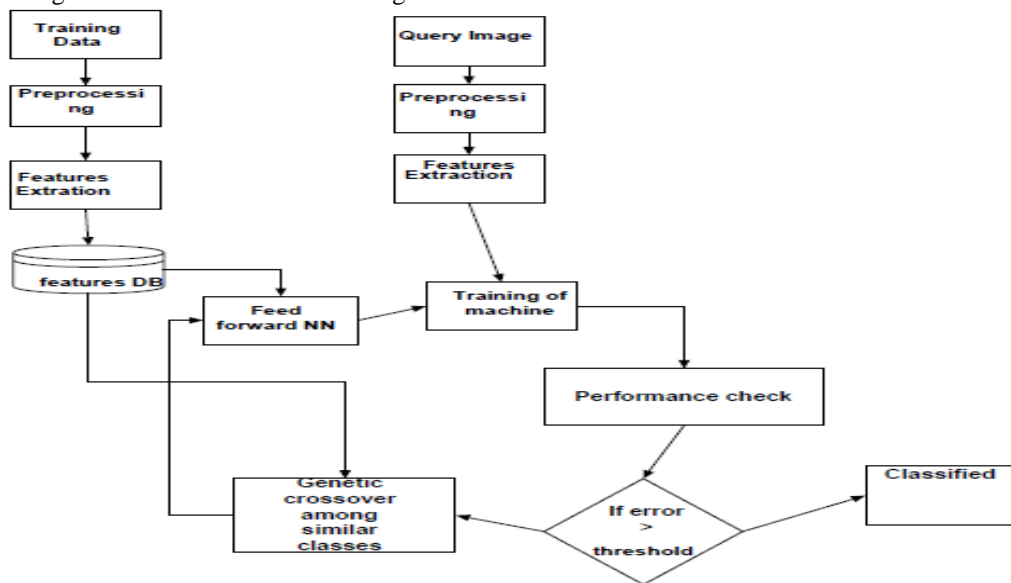 Training
Data
Preprocessi
ng
Features
Extration
features DB
Query Image
Preprocessi
ng
Features
Extraction
Feed
forward NN
Training of
machine
Performance check
If error
>
threshold
Classified
Genetic
crossover
among
similar
classes